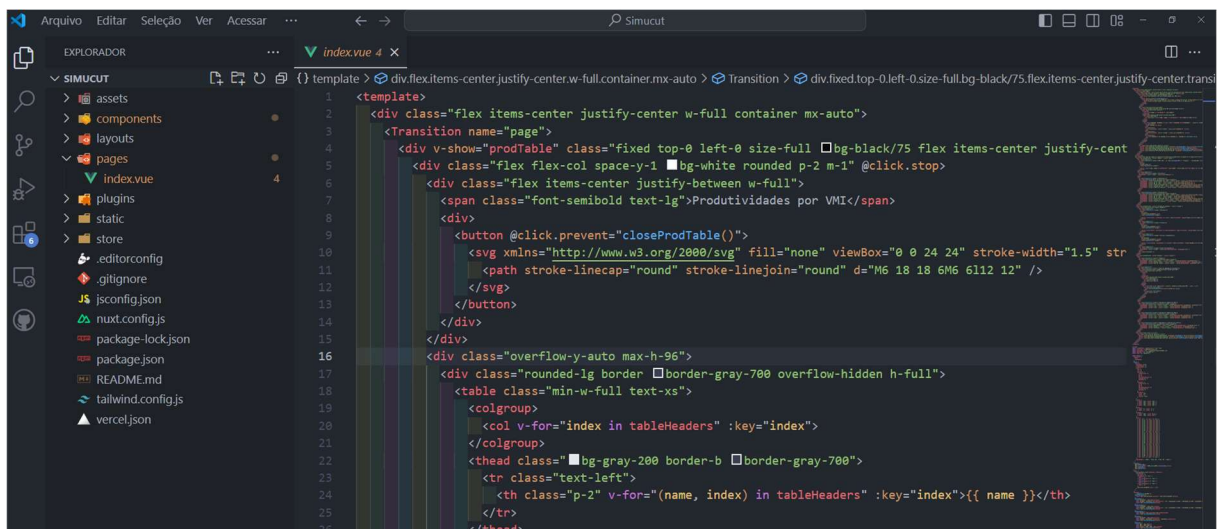 Arquivo Editar Seleção Ver Acessar ···
Simucut
EXPLORADOR ···
index.vue 4
SIMUCUT
{} template > div.flex.items-center.justify-center.w-full.container.mx-auto > Transition > div.fixed.top-0.left-0.size-full.bg-black/75.flex.items-center.justify-center.transi
assets
components
layouts
pages
index.vue 4
plugins
static
store
.editorconfig
.gitignore
JS jsconfig.json
nuxt.config.js
package-lock.json
package.json
README.md
tailwind.config.js
vercel.json
6
1 <template>
2 <div class="flex items-center justify-center w-full container mx-auto">
3 <Transition name="page">
4 <div v-show="prodTable" class="fixed top-0 left-0 size-full bg-black/75 flex items-center justify-cent
5 <div class="flex flex-col space-y-1 bg-white rounded p-2 m-1" @click.stop>
6 <div class="flex items-center justify-between w-full">
7 <span class="font-semibold text-lg">Produtividades por VMI</span>
8 <div>
9 <button @click.prevent="closeProdTable()">
10 <svg xmlns="http://www.w3.org/2000/svg" fill="none" viewBox="0 0 24 24" stroke-width="1.5" str
11 <path stroke-linecap="round" stroke-linejoin="round" d="M6 18 18 6M6 6l12 12" />
12 </svg>
13 </button>
14 </div>
15 </div>
16 <div class="overflow-y-auto max-h-96">
17 <div class="rounded-lg border border-gray-700 overflow-hidden h-full">
18 <table class="min-w-full text-xs">
19 <colgroup>
20 <col v-for="index in tableHeaders" :key="index">
21 </colgroup>
22 <thead class="bg-gray-200 border-b border-gray-700">
23 <tr class="text-left">
24 <th class="p-2" v-for="(name, index) in tableHeaders" :key="index">{{ name }}</th>
25 </tr>
26 </thead>